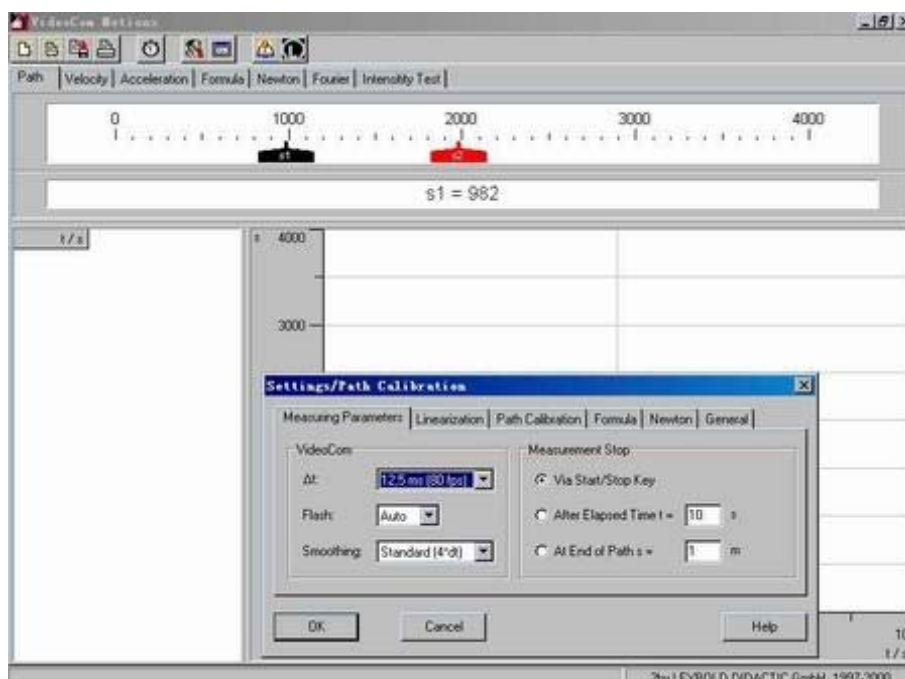 VideoCom Motions
Path Velocity Acceleration Formula Newton Fourier Intensity Test
0 1000 2000 3000 4000
s1 s2
s1 = 982
t / s s 4000
3000
Settings/Path Calibration
Measuring Parameters Linearization Path Calibration Formula Newton General
VideoCom Measurement Stop
Δt: 12,5 ms (80 fps) Via Start/Stop Key
Flash: Auto After Elapsed Time t = 10 s
Smoothing: Standard (4*dt) At End of Path s = 1 m
OK Cancel Help
10
t / s
by LEYBOLD DIDACTIC GmbH, 1997-2000